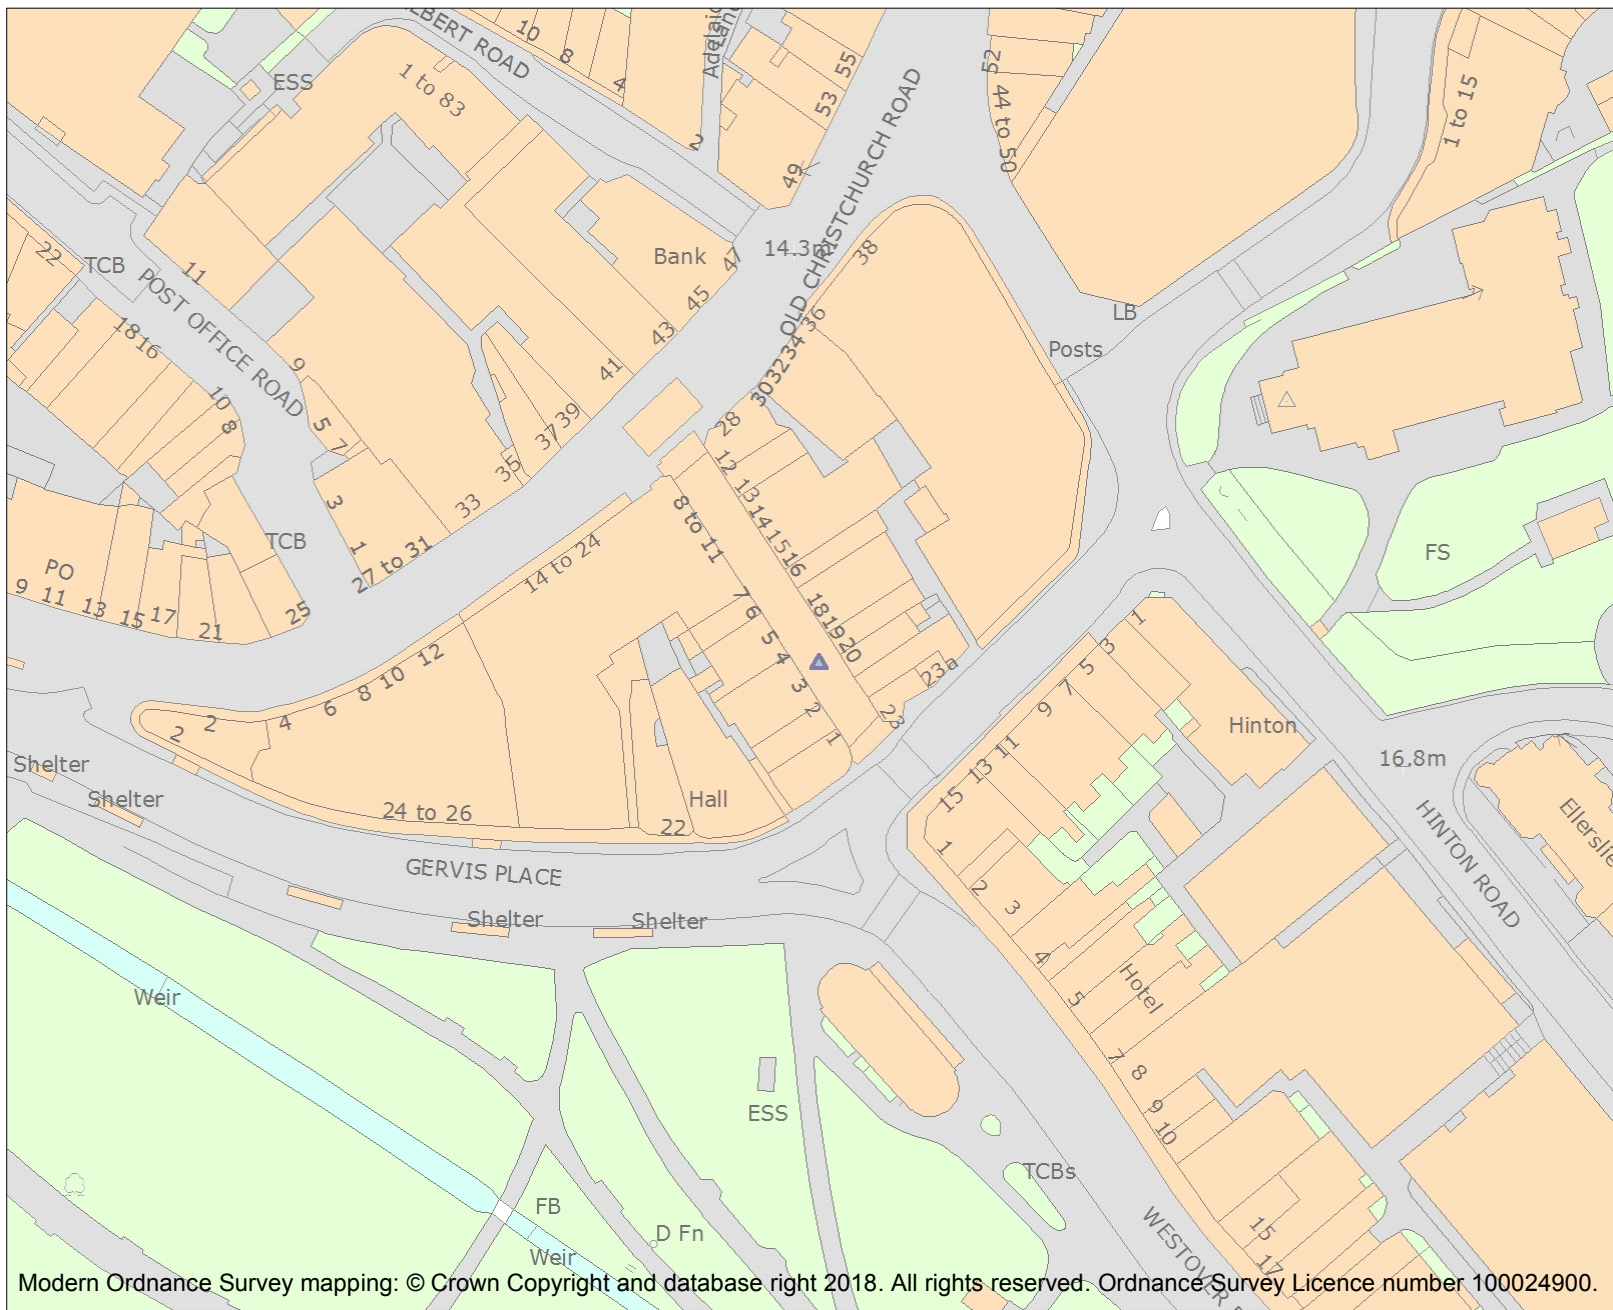 ALBERT ROAD
10
8
4
2
ESS
1 to 83
55
53
49
52
44 to 50
1 to 15
OLD CHRISTCHURCH ROAD
14.3m
38
36
34
32
30
28
Bank
47
45
43
41
39
37
35
33
27 to 31
22
TCB
POST OFFICE ROAD
11
18
16
9
10
8
5
7
3
1
LB
Posts
TCB
PO
9
11
13
15
17
21
25
14 to 24
8 to 11
12
13
14
15
16
18
19
20
7
6
5
4
3
2
1
23a
23
FS
2
2
4
6
8
10
12
24 to 26
22
Hall
Shelter
Shelter
GERVIS PLACE
Shelter
Shelter
1
3
5
7
9
11
13
15
Hinton
16.8m
HINTON ROAD
1
2
3
4
5
Hotel
7
8
9
10
15
17
Weir
ESS
TCBs
FB
D Fn
Weir
Modern Ordnance Survey mapping: © Crown Copyright and database right 2018. All rights reserved. Ordnance Survey Licence number 100024900.